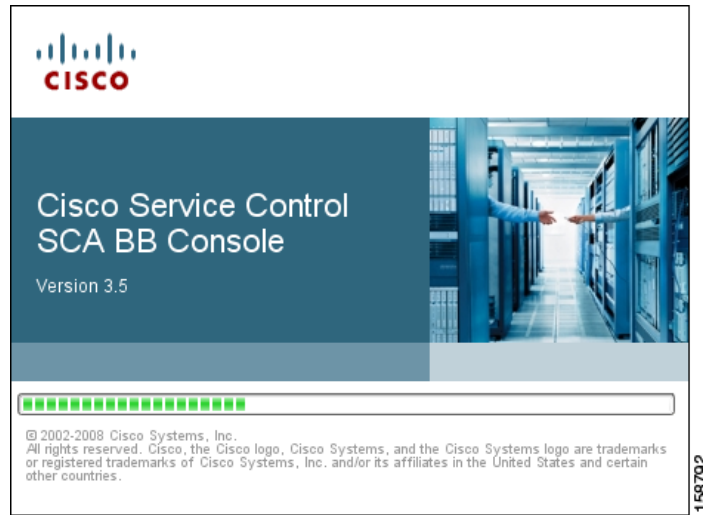 CISCO
Cisco Service Control
SCA BB Console
Version 3.5
© 2002-2008 Cisco Systems, Inc.
All rights reserved. Cisco, the Cisco logo, Cisco Systems, and the Cisco Systems logo are trademarks
or registered trademarks of Cisco Systems, Inc. and/or its affiliates in the United States and certain
other countries.
158792